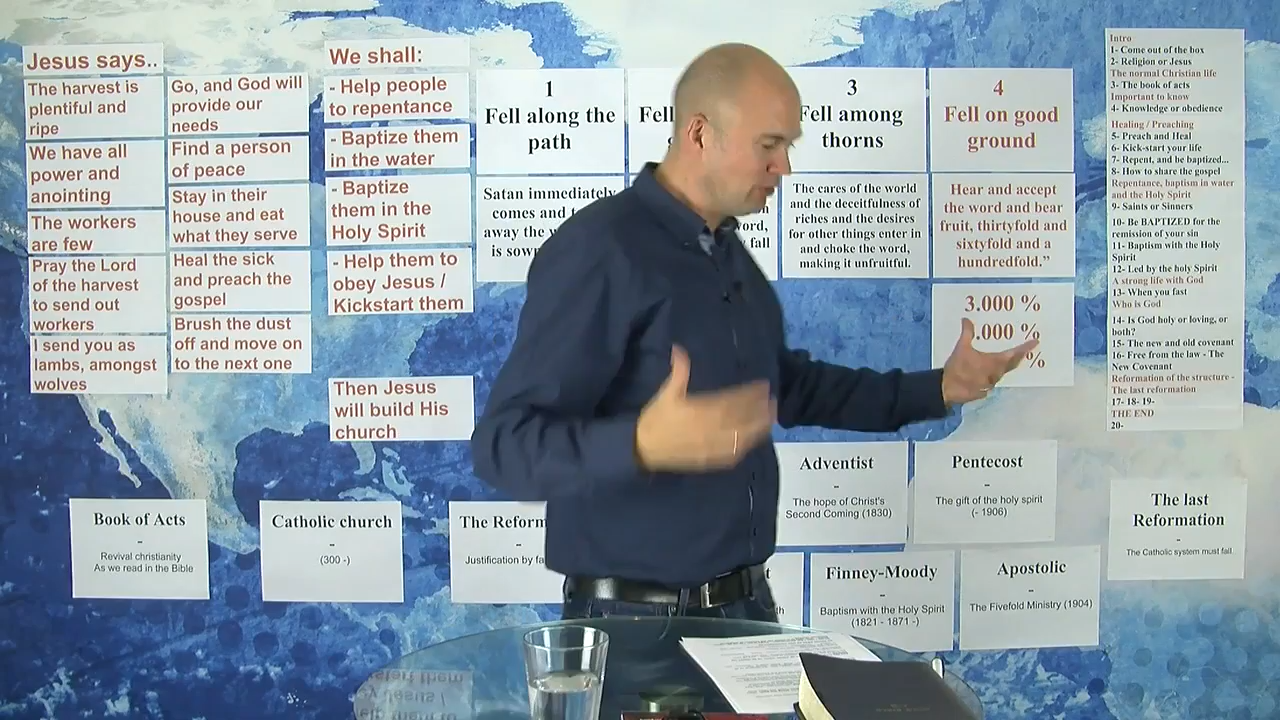 Jesus says..
The harvest is
plentiful and
ripe
We have all
power and
anointing
The workers
are few
Pray the Lord
of the harvest
to send out
workers
I send you as
lambs, amongst
wolves
Go, and God will
provide our
needs
Find a person
of peace
Stay in their
house and eat
what they serve
Heal the sick
and preach the
gospel
Brush the dust
off and move on
to the next one
We shall:
- Help people
to repentance
- Baptize them
in the water
- Baptize
them in the
Holy Spirit
- Help them to
obey Jesus /
Kickstart them
Then Jesus
will build His
church
1
Fell along the
path
Satan immediately
comes and
away the
is
Fell
fall
3
Fell among
thorns
The cares of the world
and the deceitfulness of
riches and the desires
for other things enter in
and choke the word,
making it unfruitful.
4
Fell on good
ground
Hear and accept
the word and bear
fruit, thirtyfold and
sixtyfold and a
hundredfold.”
3.000 %
.000 %
%
Intro
1- Come out of the box
2- Religion or Jesus
The normal Christian life
3- The book of acts
Important to know
4- Knowledge or obedience
Healing / Preaching
5- Preach and Heal
6- Kick-start your life
7- Repent, and be baptized...
8- How to share the gospel
Repentance, baptism in water
and the Holy Spirit
9- Saints or Sinners
10- Be BAPTIZED for the
remission of your sin
11- Baptism with the Holy
Spirit
12- Led by the holy Spirit
A strong life with God
13- When you fast
Who is God
14- Is God holy or loving, or
both?
15- The new and old covenant
16- Free from the law - The
New Covenant
Reformation of the structure -
The last reformation
17- 18- 19-
THE END
20-
Book of Acts
-
Revival christianity
As we read in the Bible
Catholic church
-
(300 -)
The Reform
-
Justification by fa
Adventist
-
The hope of Christ's
Second Coming (1830)
Pentecost
-
The gift of the holy spirit
(- 1906)
Finney-Moody
-
Baptism with the Holy Spirit
(1821 - 1871 -)
Apostolic
-
The Fivefold Ministry (1904)
The last
Reformation
-
The Catholic system must fall